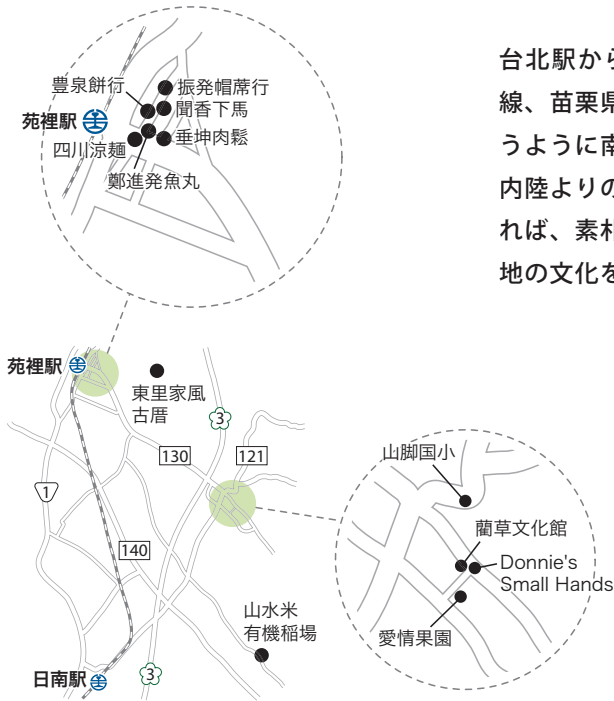 台北駅から
線、苗栗県
うように南
内陸よりの
れば、素朴
地の文化を
豊泉餅行
振発帽蓆行
聞香下馬
苑裡駅
垂坤肉鬆
四川涼麺
鄭進発魚丸
苑裡駅
東里家風
古厝
3
130
121
1
140
山水米
有機稲場
3
日南駅
山脚国小
藺草文化館
Donnie's
Small Hands
愛情果園